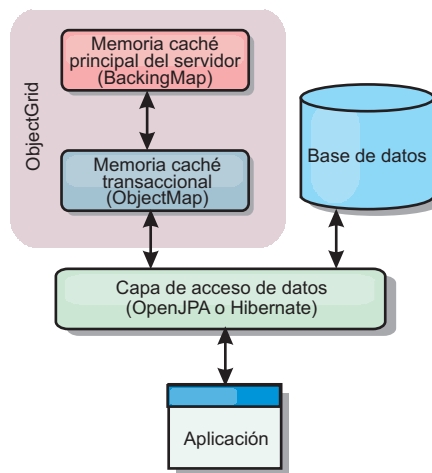 ObjectGrid
Memoria caché
principal del servidor
(BackingMap)
Memoria caché
transaccional
(ObjectMap)
Base de datos
Capa de acceso de datos
(OpenJPA o Hibernate)
Aplicación